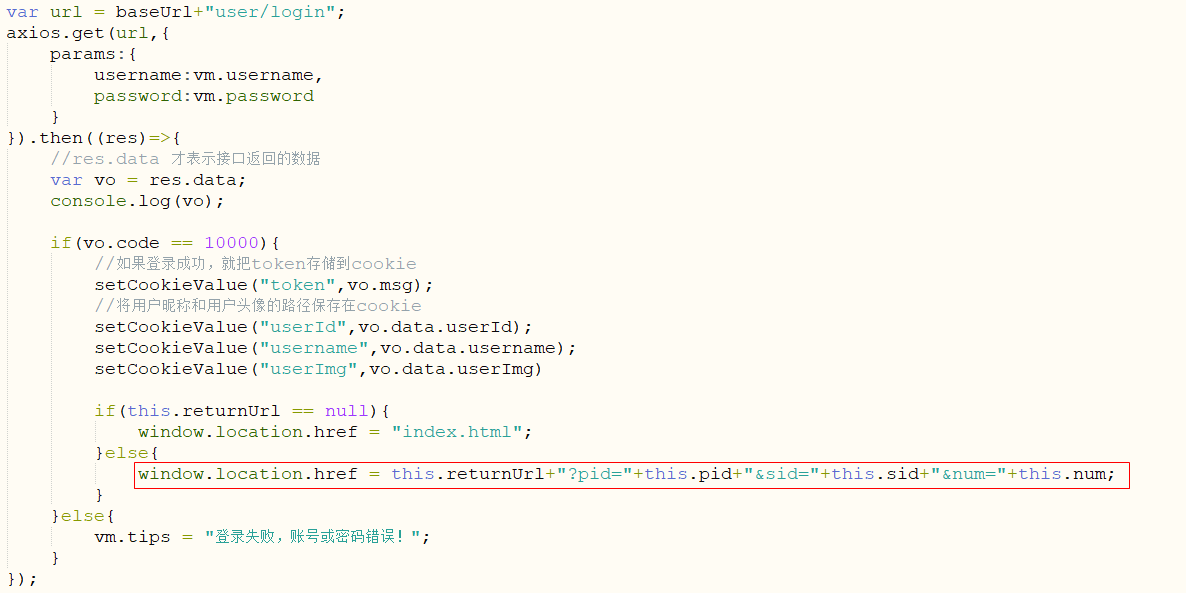 var url = baseUrl+"user/login";
axios.get(url,{
    params:{
        username:vm.username,
        password:vm.password
    }
}).then((res)=>{
    //res.data 才表示接口返回的数据
    var vo = res.data;
    console.log(vo);

    if(vo.code == 10000){
        //如果登录成功，就把token存储到cookie
        setCookieValue("token",vo.msg);
        //将用户昵称和用户头像的路径保存在cookie
        setCookieValue("userId",vo.data.userId);
        setCookieValue("username",vo.data.username);
        setCookieValue("userImg",vo.data.userImg)

        if(this.returnUrl == null){
            window.location.href = "index.html";
        }else{
            window.location.href = this.returnUrl+"?pid="+this.pid+"&sid="+this.sid+"&num="+this.num;
        }
    }else{
        vm.tips = "登录失败，账号或密码错误！";
    }
});